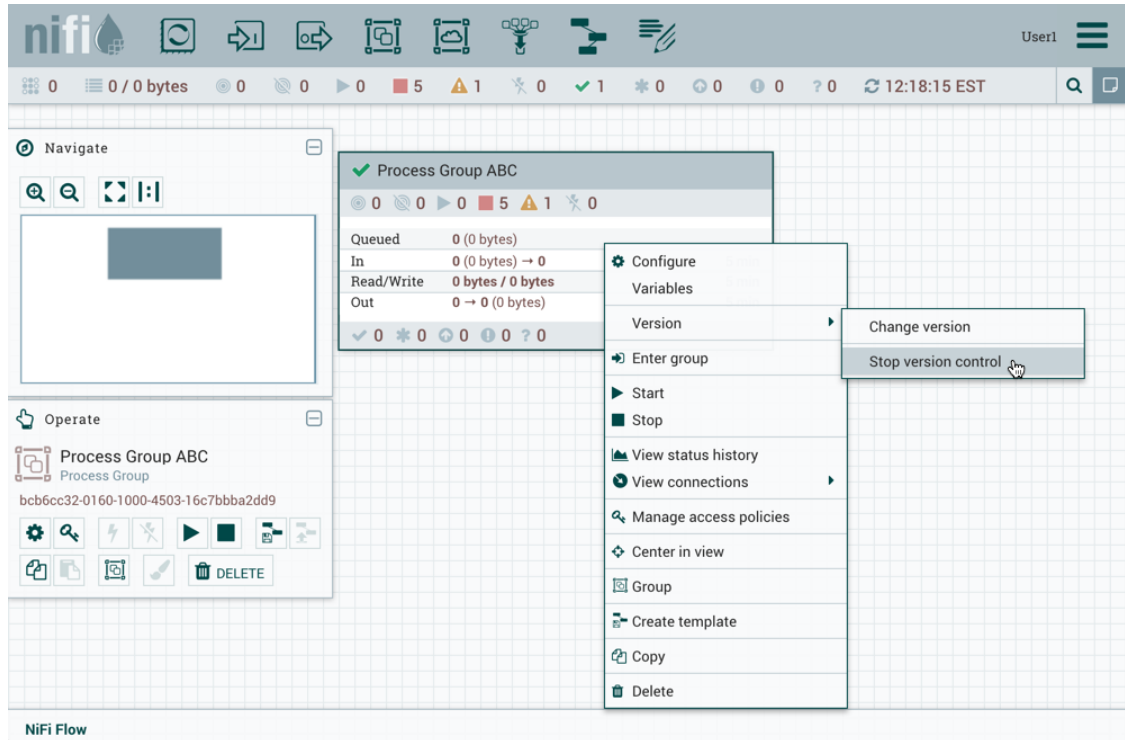 nifi
User1
0 0 / 0 bytes 0 0 0 5 1 0 1 0 0 0 ? 0 12:18:15 EST
Navigate
Process Group ABC
0 0 0 5 1 0
Queued 0 (0 bytes)
In 0 (0 bytes) → 0
Read/Write 0 bytes / 0 bytes
Out 0 → 0 (0 bytes)
0 0 0 0 ? 0
Configure
Variables
Version
Change version
Stop version control
Enter group
Start
Stop
View status history
View connections
Manage access policies
Center in view
Group
Create template
Copy
Delete
Operate
Process Group ABC
Process Group
bcb6cc32-0160-1000-4503-16c7bbba2dd9
DELETE
NiFi Flow